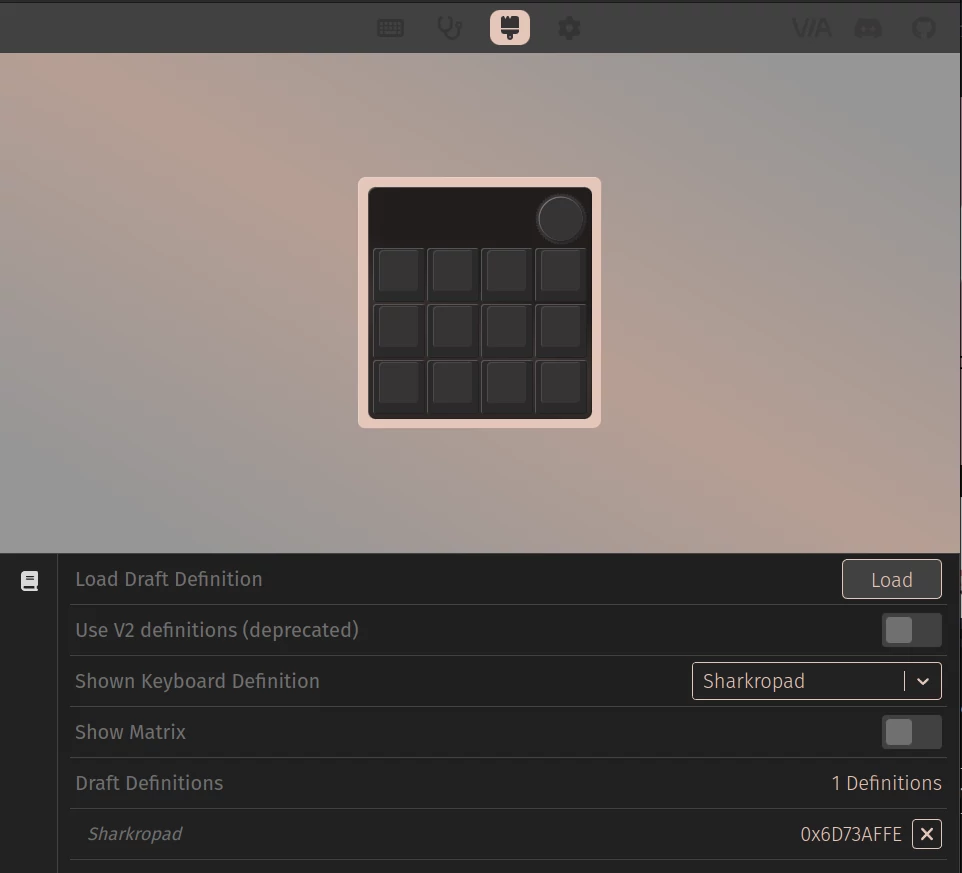 VIA
Load Draft Definition
Load
Use V2 definitions (deprecated)
Shown Keyboard Definition
Sharkropad
Show Matrix
Draft Definitions
1 Definitions
Sharkropad
0x6D73AFFE